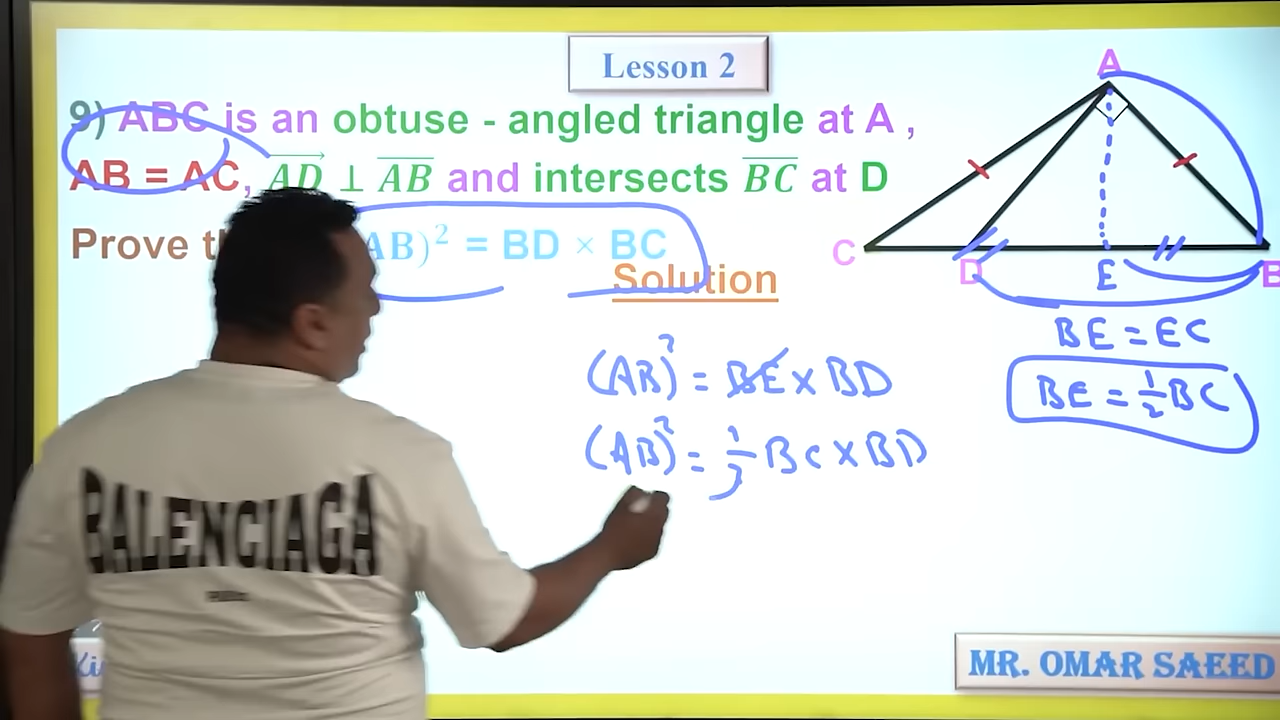 Lesson 2
9) ABC is an obtuse - angled triangle at A ,
AB = AC, AD ⊥ AB and intersects BC at D
Prove AB)² = BD × BC
Solution
A
C
D
E
B
BE = EC
BE = ½ BC
(AB)² = BE × BD
(AB)² = ½ BC × BD
BALENCIAGA
MR. OMAR SAEED